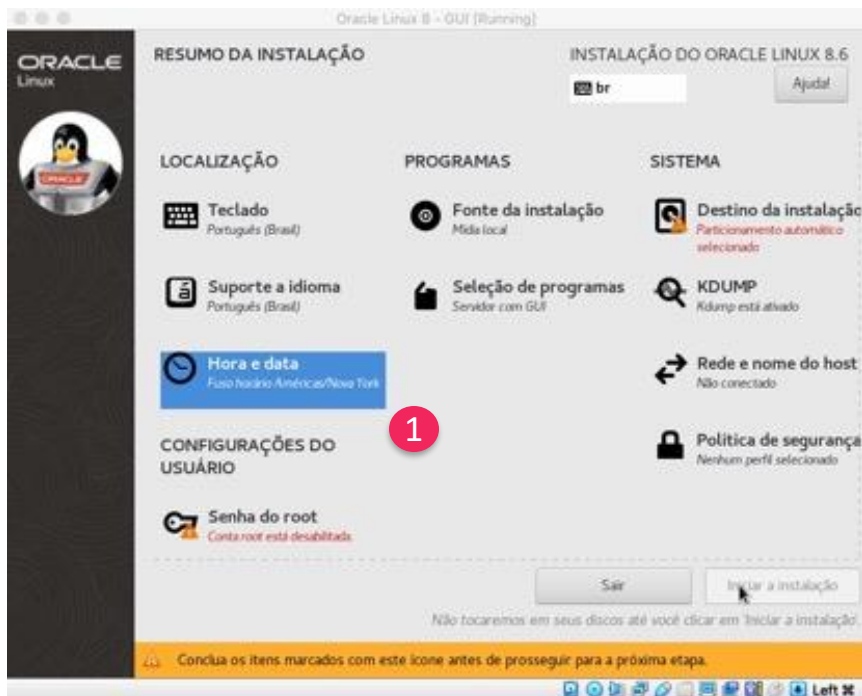 Oracle Linux 8 - GUI [Running]
ORACLE
Linux
RESUMO DA INSTALAÇÃO
INSTALAÇÃO DO ORACLE LINUX 8.6
br
Ajuda!
LOCALIZAÇÃO
Teclado
Português (Brasil)
Suporte a idioma
Português (Brasil)
Hora e data
Fuso horário Américas/Nova York
CONFIGURAÇÕES DO
USUÁRIO
Senha do root
Conta root está desabilitada.
PROGRAMAS
Fonte da instalação
Mídia local
Seleção de programas
Servidor com GUI
SISTEMA
Destino da instalação
Particionamento automático
selecionado
KDUMP
Kdump está ativado
Rede e nome do host
Não conectado
Política de segurança
Nenhum perfil selecionado
1
Sair
Iniciar a instalação
Não tocaremos em seus discos até você clicar em 'Iniciar a instalação'.
Conclua os itens marcados com este ícone antes de prosseguir para a próxima etapa.
Left ⌘
ORACLE